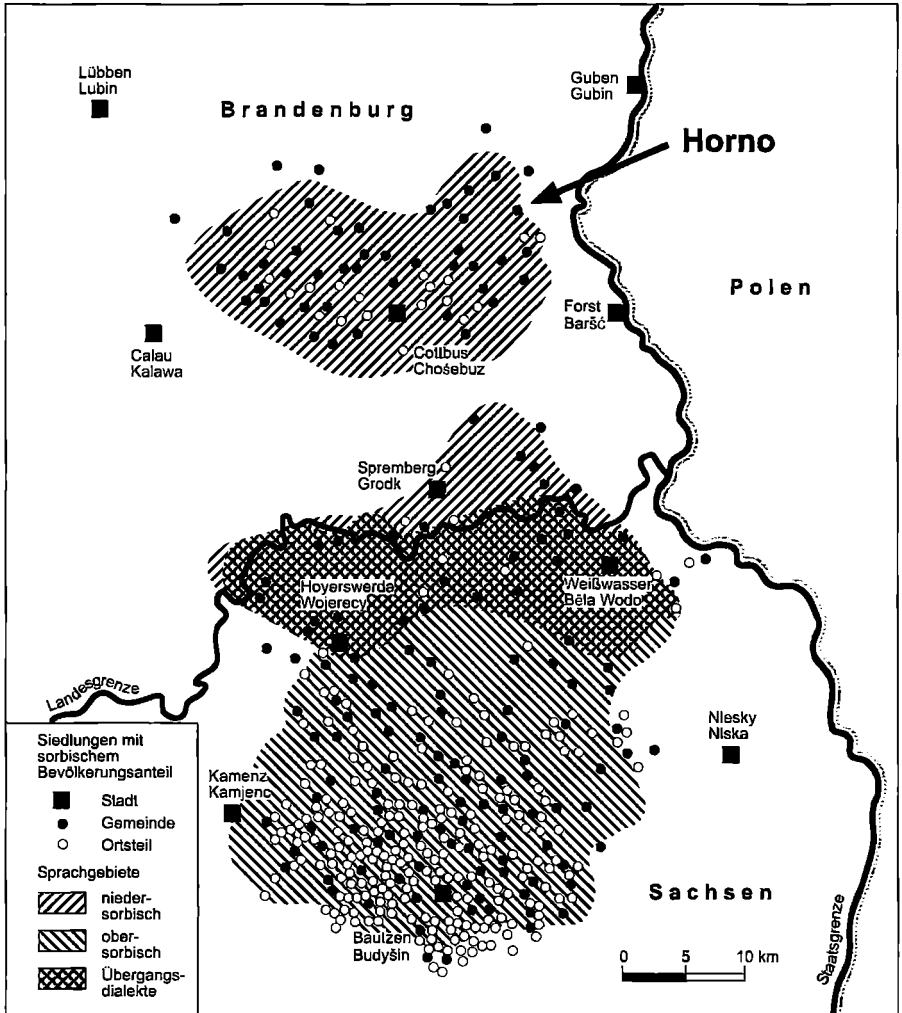 Lübben
Lubin
Guben
Gubin
Brandenburg
Horno
Polen
Forst
Baršć
Calau
Kalawa
Cottbus
Chośebuz
Spremberg
Grodk
Hoyerswerda
Wojerecy
Weißwasser
Běła Wodo
Landesgrenze
Niesky
Niska
Kamenz
Kamjenc
Sachsen
Bautzen
Budyšin
Staatsgrenze
0 5 10 km
Siedlungen mit
sorbischem
Bevölkerungsanteil
Stadt
Gemeinde
Ortsteil
Sprachgebiete
nieder-
sorbisch
ober-
sorbisch
Übergangs-
dialekte